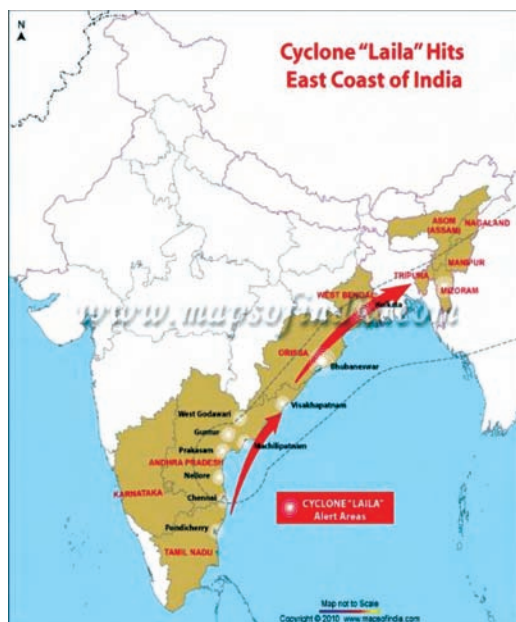 N
Cyclone “Laila” Hits
East Coast of India
ASOM
(ASSAM)
NAGALAND
MANIPUR
TRIPURA
MIZORAM
WEST BENGAL
www.mapsofindia.com
Kolkata
ORISSA
Bhubaneswar
Visakhapatnam
West Godawari
Guntur
Machilipatnam
Prakasam
ANDHRA PRADESH
Nellore
KARNATAKA
Chennai
CYCLONE “LAILA”
Alert Areas
Pondicherry
TAMIL NADU
Map not to Scale
Copyright © 2010 www.mapsofindia.com